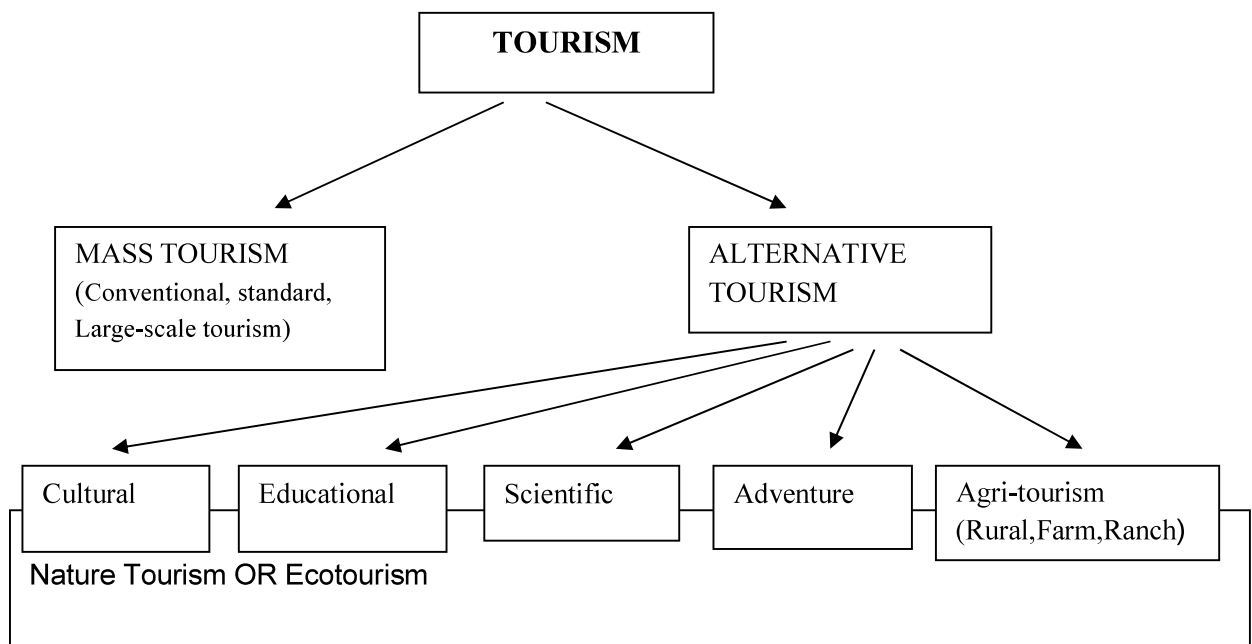 TOURISM
MASS TOURISM
(Conventional, standard,
Large-scale tourism)
ALTERNATIVE
TOURISM
Cultural
Educational
Scientific
Adventure
Agri-tourism
(Rural,Farm,Ranch)
Nature Tourism OR Ecotourism